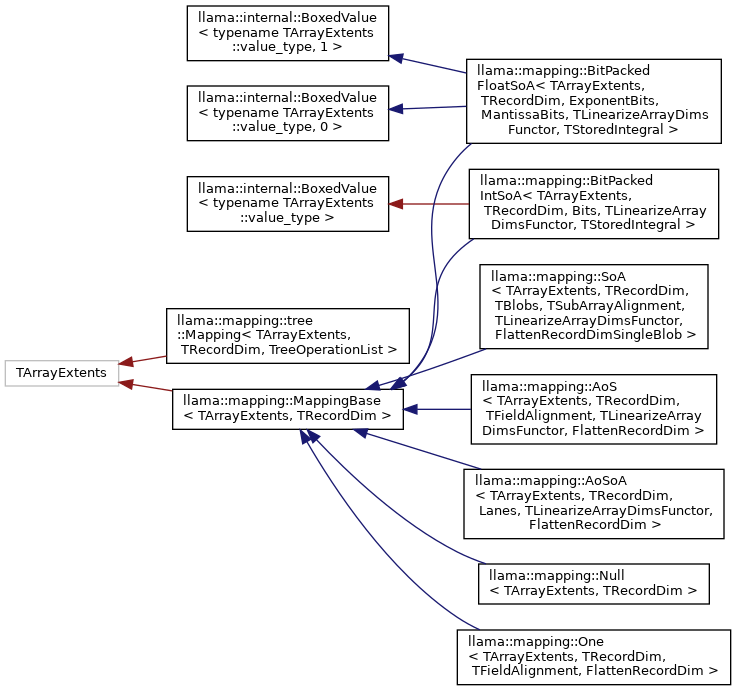 llama::internal::BoxedValue
< typename TArrayExtents
::value_type, 1 >
llama::internal::BoxedValue
< typename TArrayExtents
::value_type, 0 >
llama::internal::BoxedValue
< typename TArrayExtents
::value_type >
llama::mapping::tree
::Mapping< TArrayExtents,
TRecordDim, TreeOperationList >
TArrayExtents
llama::mapping::MappingBase
< TArrayExtents, TRecordDim >
llama::mapping::BitPacked
FloatSoA< TArrayExtents,
TRecordDim, ExponentBits,
MantissaBits, TLinearizeArrayDims
Functor, TStoredIntegral >
llama::mapping::BitPacked
IntSoA< TArrayExtents,
TRecordDim, Bits, TLinearizeArray
DimsFunctor, TStoredIntegral >
llama::mapping::SoA
< TArrayExtents, TRecordDim,
TBlobs, TSubArrayAlignment,
TLinearizeArrayDimsFunctor,
FlattenRecordDimSingleBlob >
llama::mapping::AoS
< TArrayExtents, TRecordDim,
TFieldAlignment, TLinearizeArray
DimsFunctor, FlattenRecordDim >
llama::mapping::AoSoA
< TArrayExtents, TRecordDim,
Lanes, TLinearizeArrayDimsFunctor,
FlattenRecordDim >
llama::mapping::Null
< TArrayExtents, TRecordDim >
llama::mapping::One
< TArrayExtents, TRecordDim,
TFieldAlignment, FlattenRecordDim >